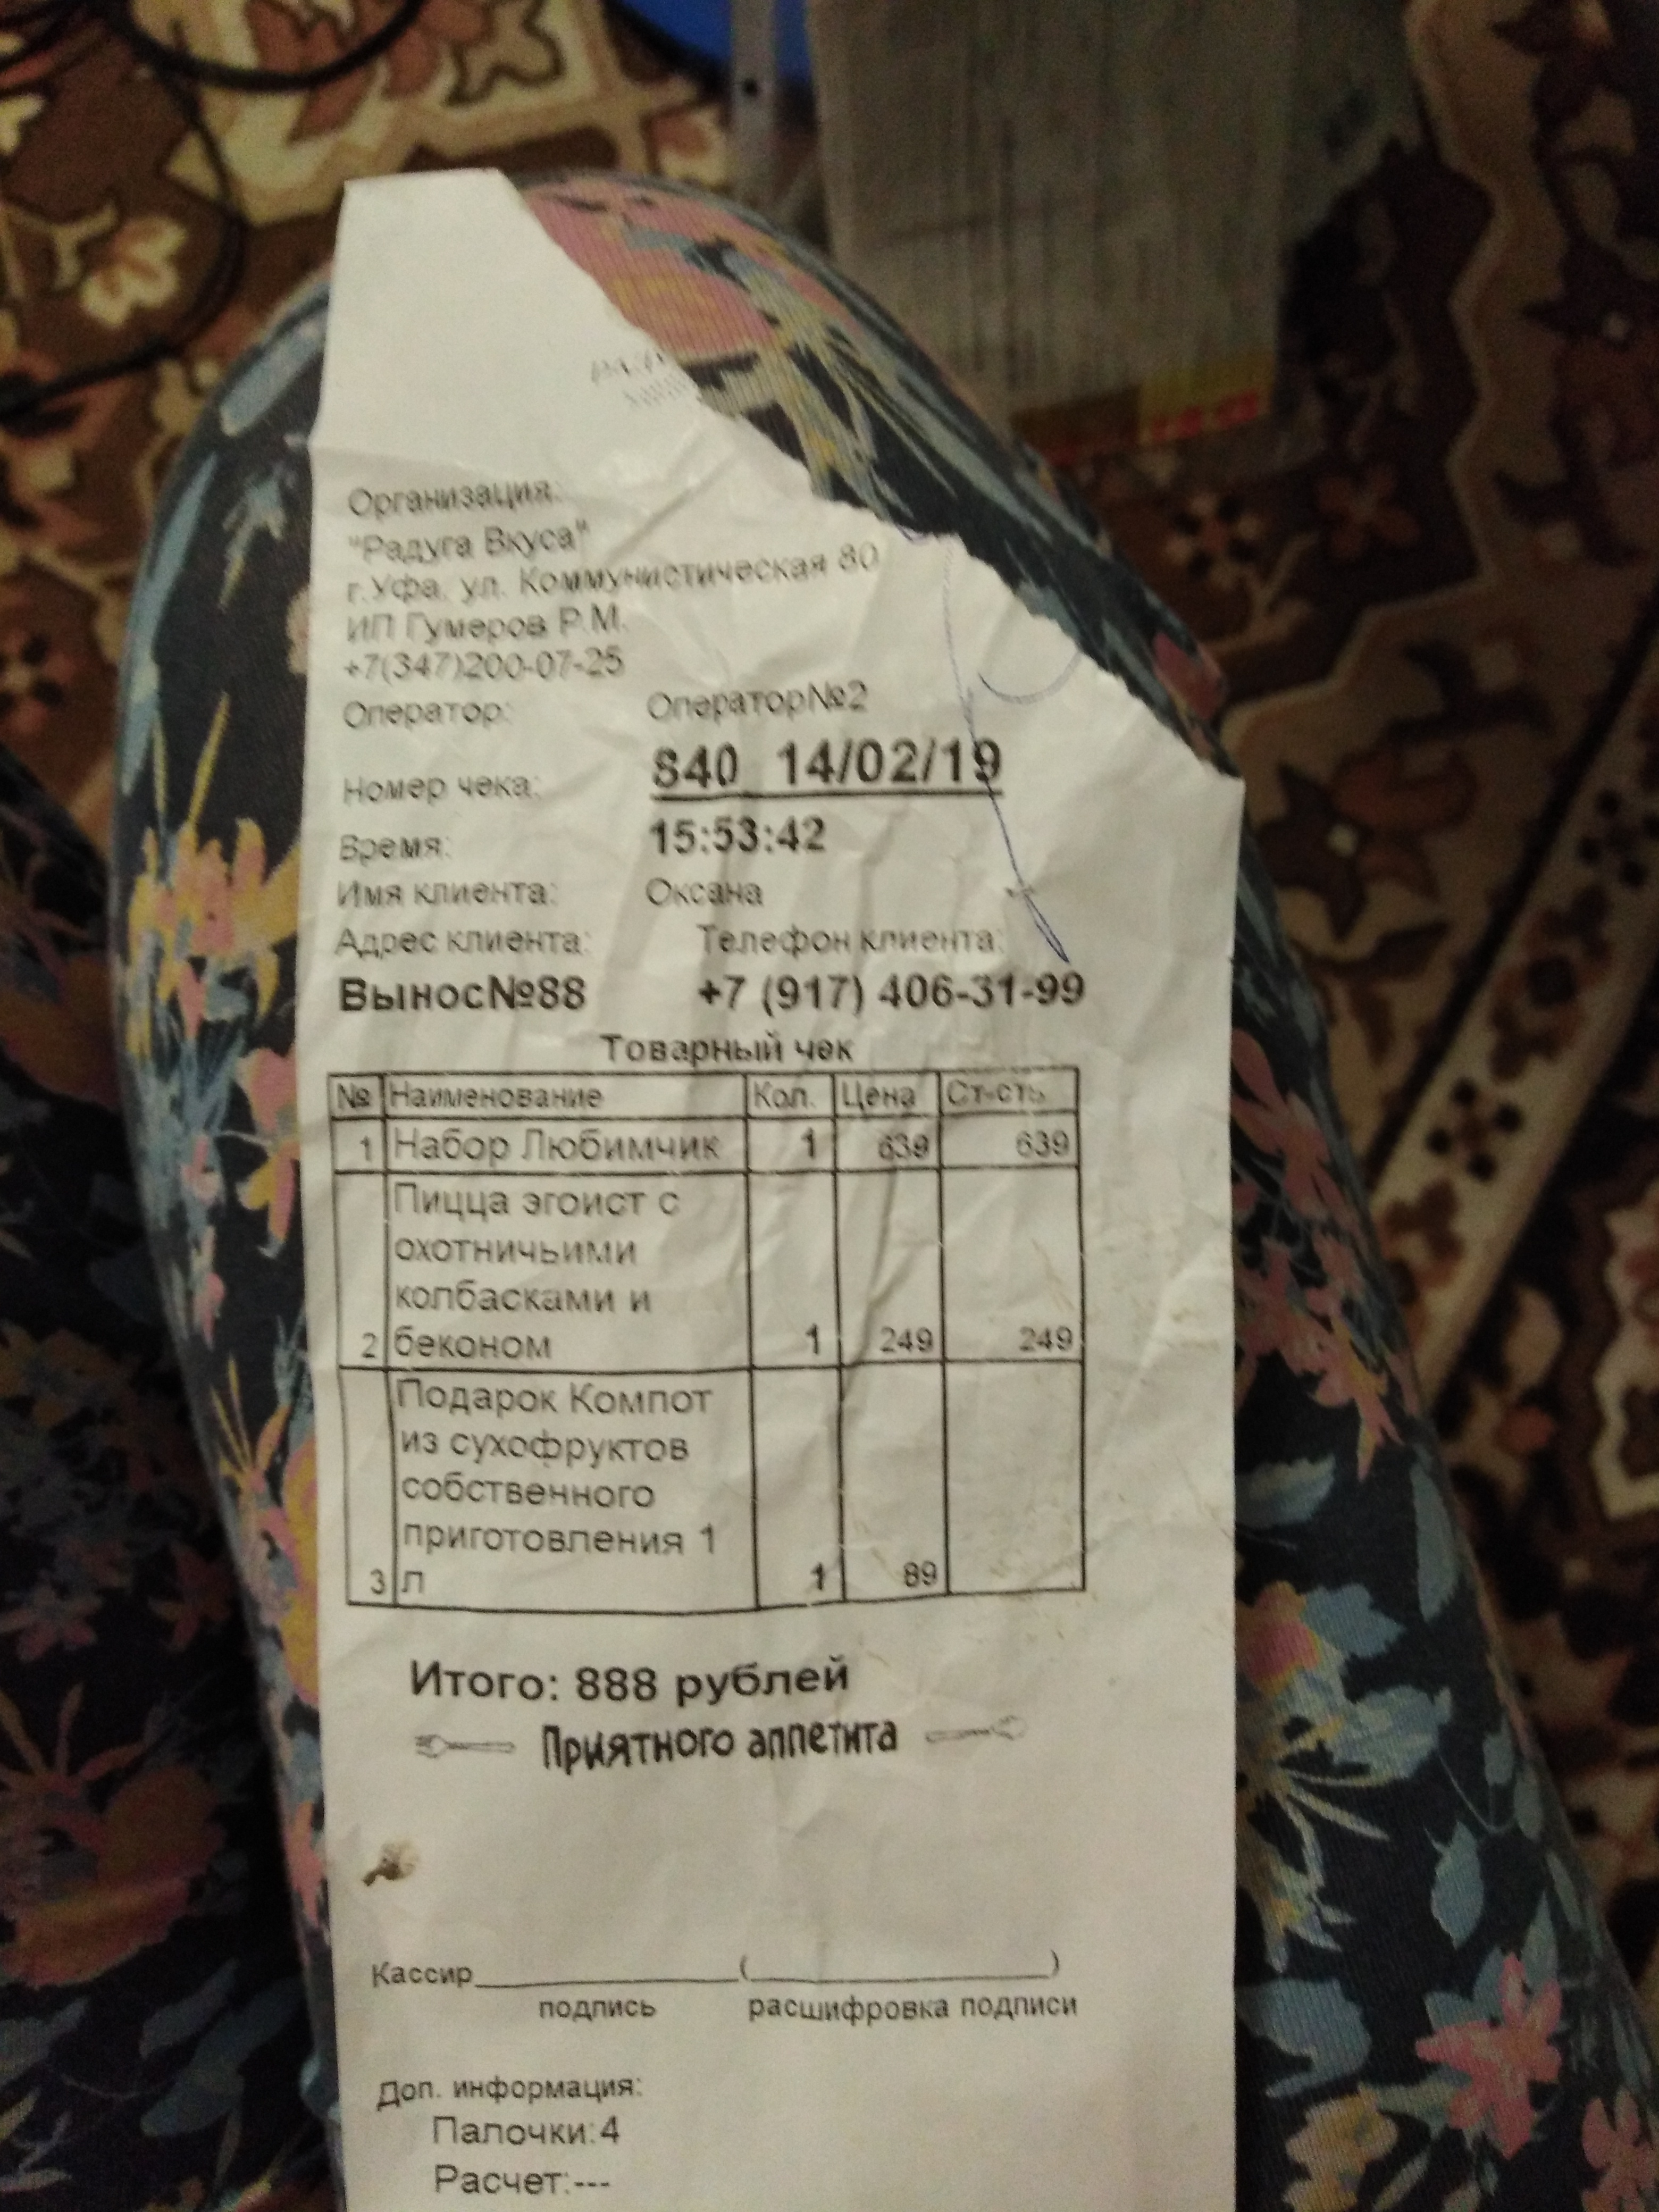 Организация:
"Радуга Вкуса"
г.Уфа, ул. Коммунистическая 80
ИП Гумеров Р.М.
+7(347)200-07-25
Оператор: Оператор№2
Номер чека: 840 14/02/19
Время: 15:53:42
Имя клиента: Оксана
Адрес клиента: Телефон клиента:
Вынос№88 +7 (917) 406-31-99
Товарный чек
№ Наименование Кол. Цена Ст-сть
1 Набор Любимчик 1 639 639
Пицца эгоист с
охотничьими
колбасками и
2 беконом 1 249 249
Подарок Компот
из сухофруктов
собственного
приготовления 1
3 л 1 89
Итого: 888 рублей
Приятного аппетита
Кассир____________(____________)
подпись расшифровка подписи
Доп. информация:
Палочки:4
Расчет:---